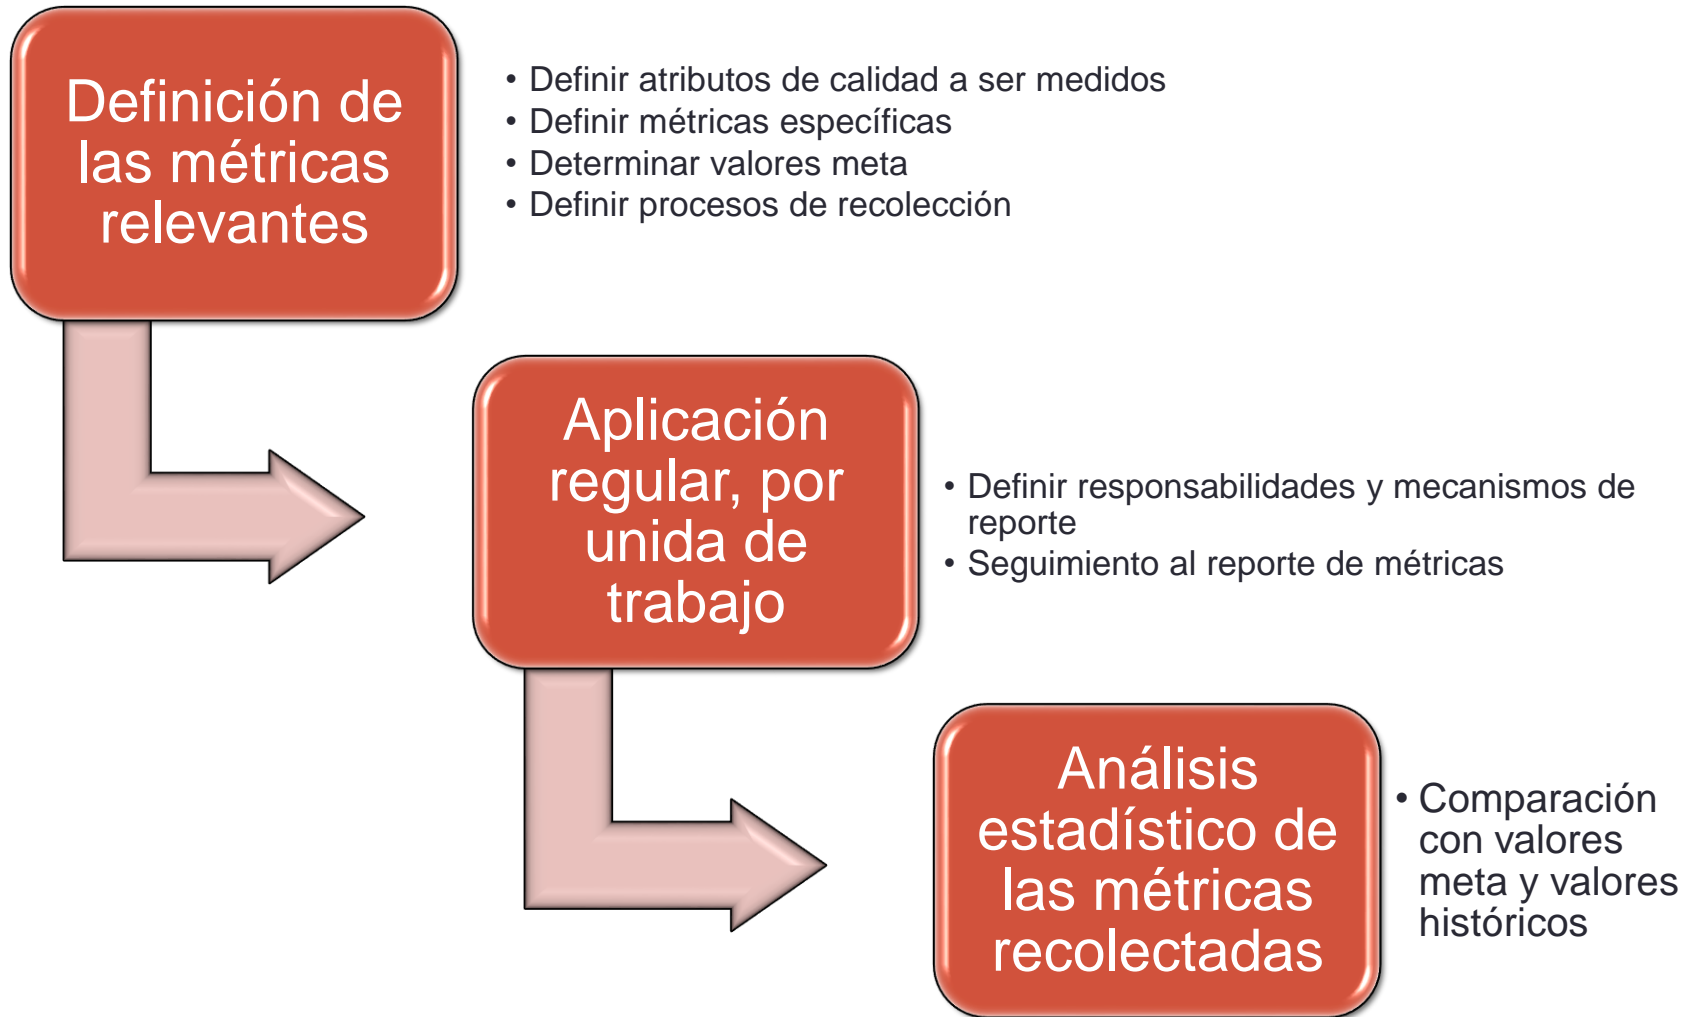 Definición de
las métricas
relevantes
• Definir atributos de calidad a ser medidos
• Definir métricas específicas
• Determinar valores meta
• Definir procesos de recolección
Aplicación
regular, por
unida de
trabajo
• Definir responsabilidades y mecanismos de
reporte
• Seguimiento al reporte de métricas
Análisis
estadístico de
las métricas
recolectadas
• Comparación
con valores
meta y valores
históricos